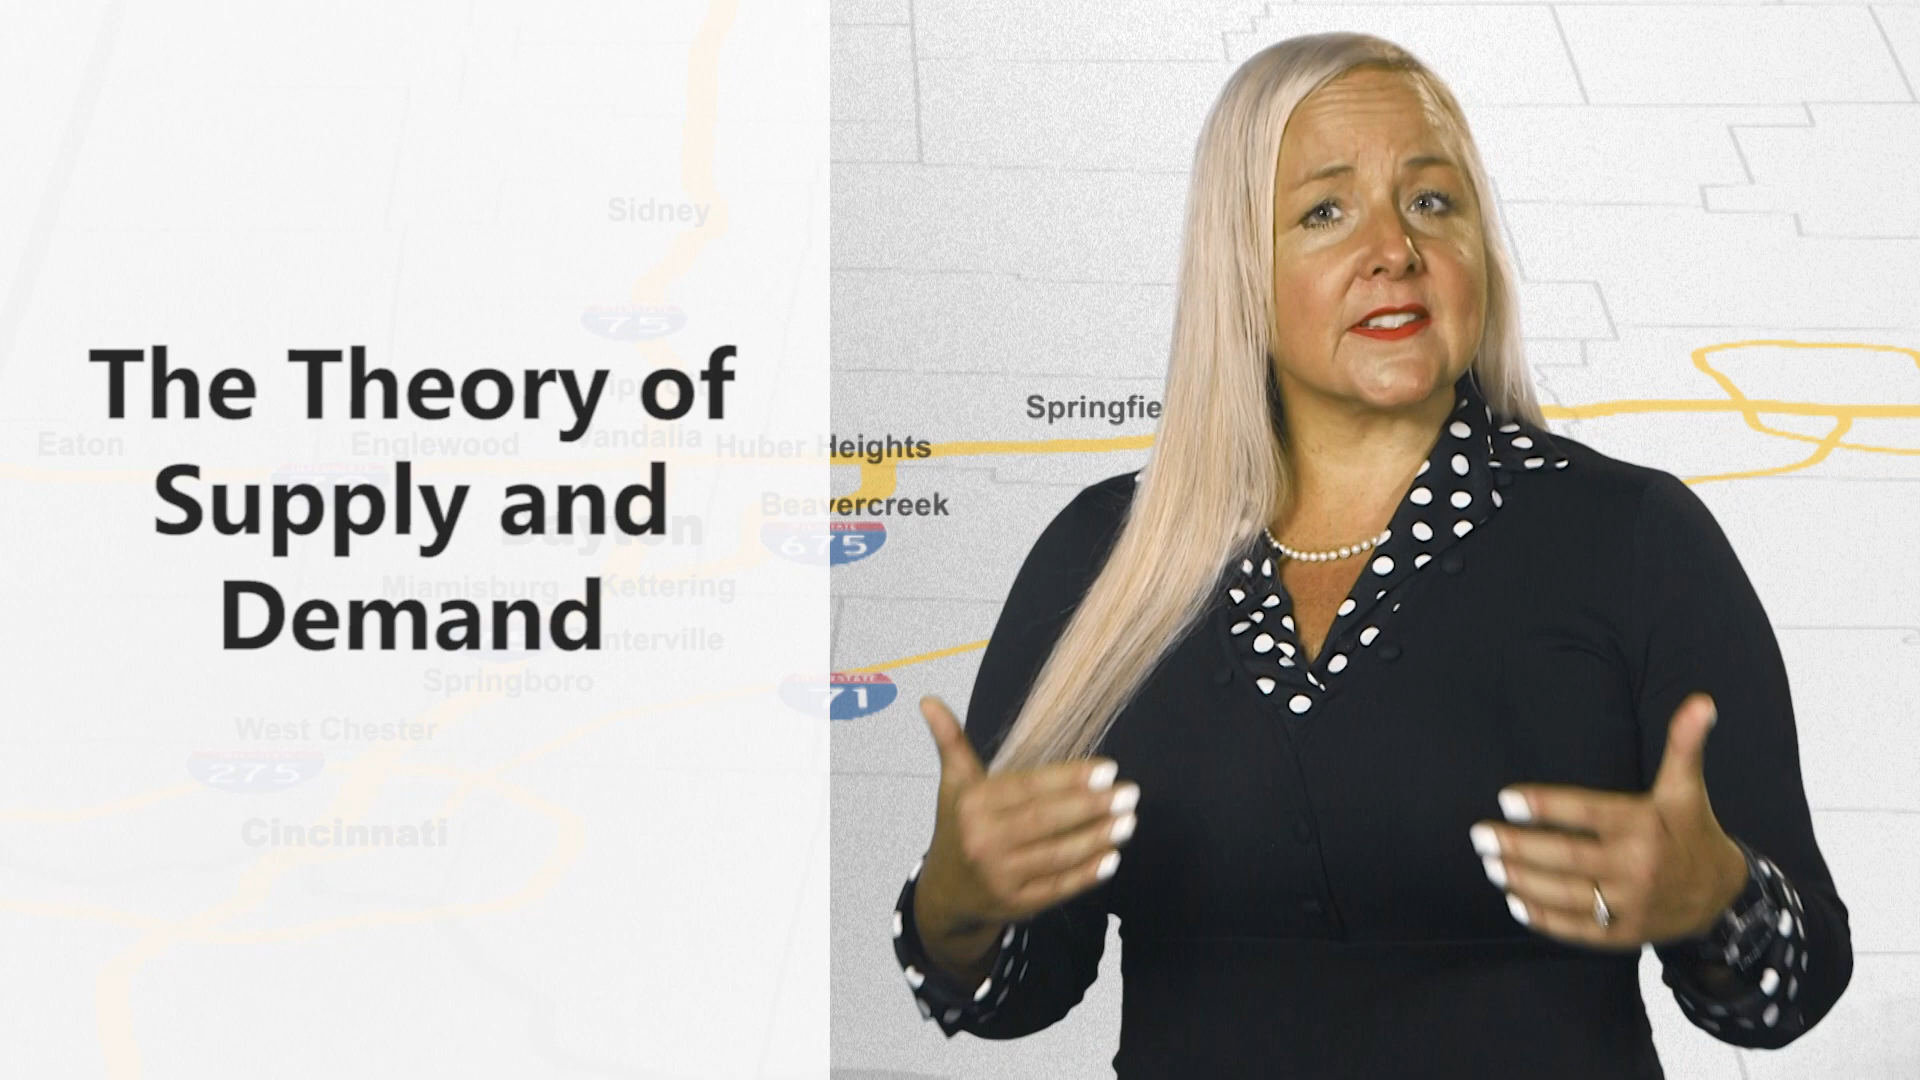 The Theory of
Supply and
Demand
Sidney
75
Vandalia
Eaton
Englewood
Huber Heights
Springfie
Beavercreek
675
Miamisburg
Kettering
Springboro
71
West Chester
275
Cincinnati